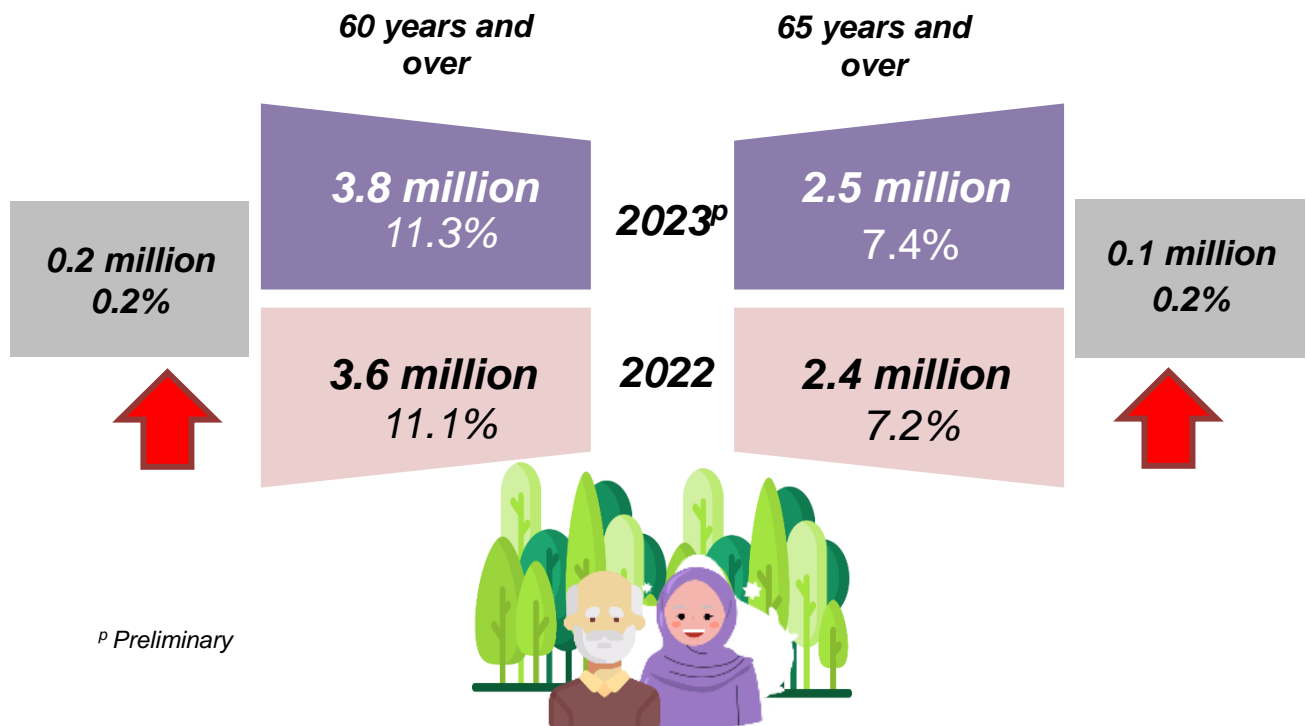 60 years and
over
65 years and
over
3.8 million
11.3%
2023p
2.5 million
7.4%
0.2 million
0.2%
0.1 million
0.2%
3.6 million
11.1%
2022
2.4 million
7.2%
p Preliminary